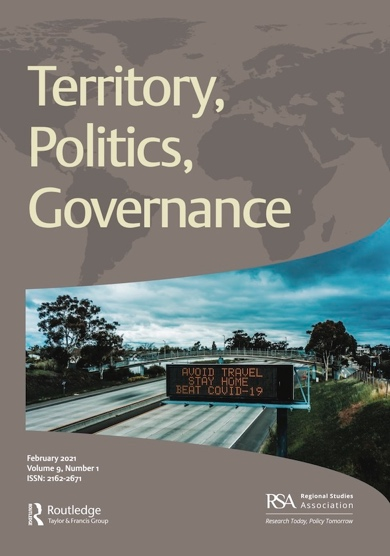 Territory,
Politics,
Governance
AVOID TRAVEL
STAY HOME
BEAT COVID-19
February 2021
Volume 9, Number 1
ISSN: 2162-2671
ROUTLEDGE
Routledge
Taylor & Francis Group
RSA Regional Studies
Association
Research Today, Policy Tomorrow